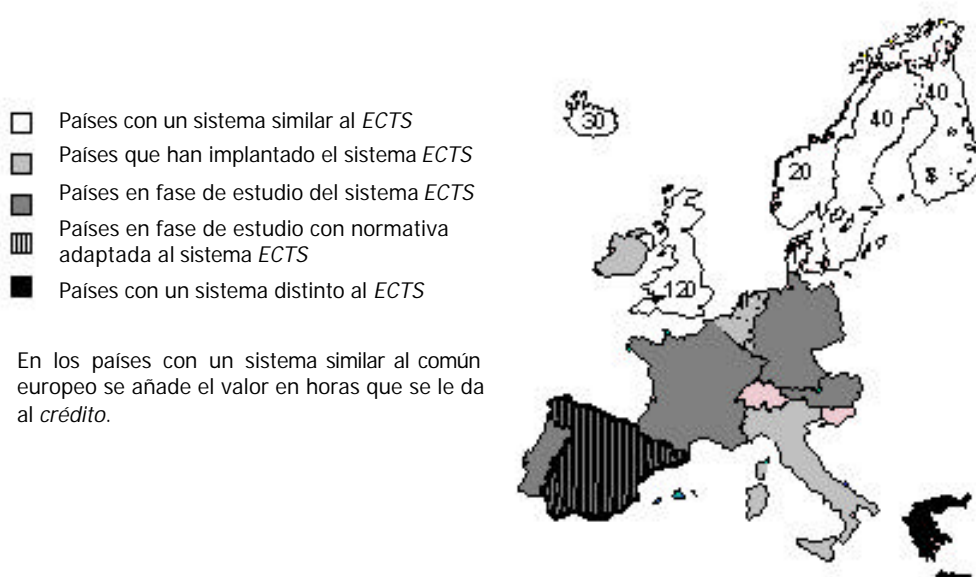 Países con un sistema similar al ECTS
Países que han implantado el sistema ECTS
Países en fase de estudio del sistema ECTS
Países en fase de estudio con normativa
adaptada al sistema ECTS
Países con un sistema distinto al ECTS
En los países con un sistema similar al común
europeo se añade el valor en horas que se le da
al crédito.
30
40
40
20
120